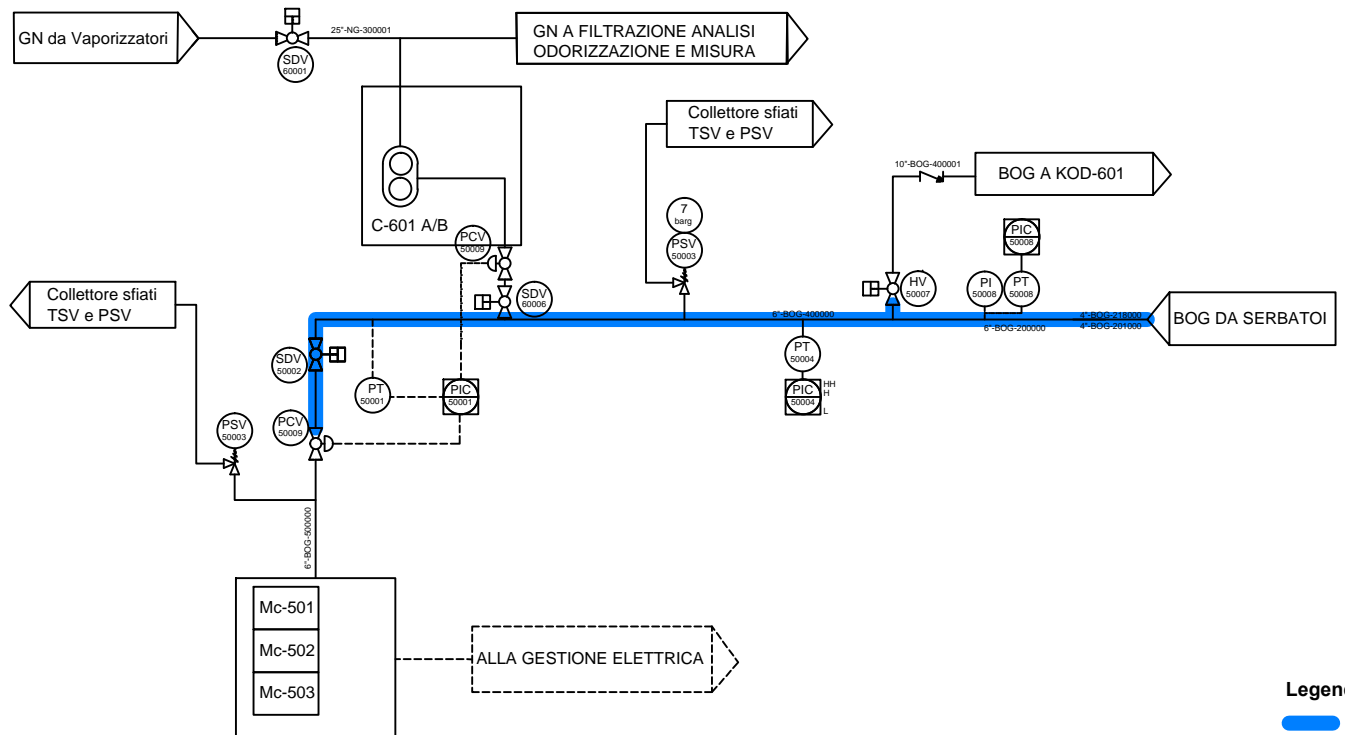 GN da Vaporizzatori
SDV
60001
25"-NG-300001
GN A FILTRAZIONE ANALISI
ODORIZZAZIONE E MISURA
C-601 A/B
Collettore sfiati
TSV e PSV
10"-BOG-400001
BOG A KOD-601
7
barg
PSV
50003
PCV
50009
SDV
60006
HV
50007
PI
50008
PT
50008
PIC
50008
Collettore sfiati
TSV e PSV
6"-BOG-400000
6"-BOG-200000
4"-BOG-218000
4"-BOG-201000
BOG DA SERBATOI
SDV
50002
PT
50001
PIC
50001
PT
50004
PIC
50004
HH
H
L
PSV
50003
PCV
50009
6"-BOG-500000
Mc-501
Mc-502
Mc-503
ALLA GESTIONE ELETTRICA
Legen